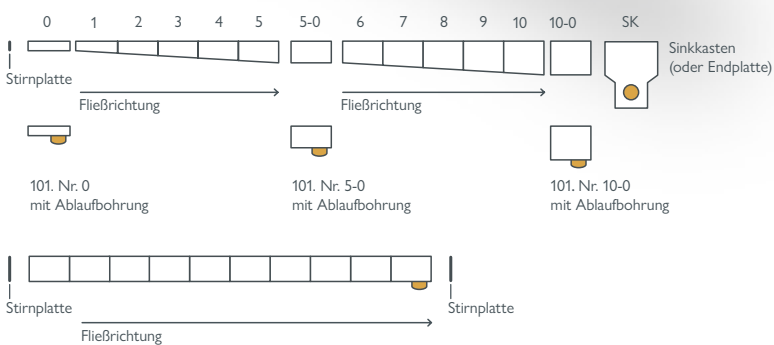 0 1 2 3 4 5 5-0 6 7 8 9 10 10-0 SK
Sinkkasten
(oder Endplatte)
Stirnplatte
Fließrichtung Fließrichtung
101. Nr. 0 101. Nr. 5-0 101. Nr. 10-0
mit Ablaufbohrung mit Ablaufbohrung mit Ablaufbohrung
Stirnplatte Stirnplatte
Fließrichtung